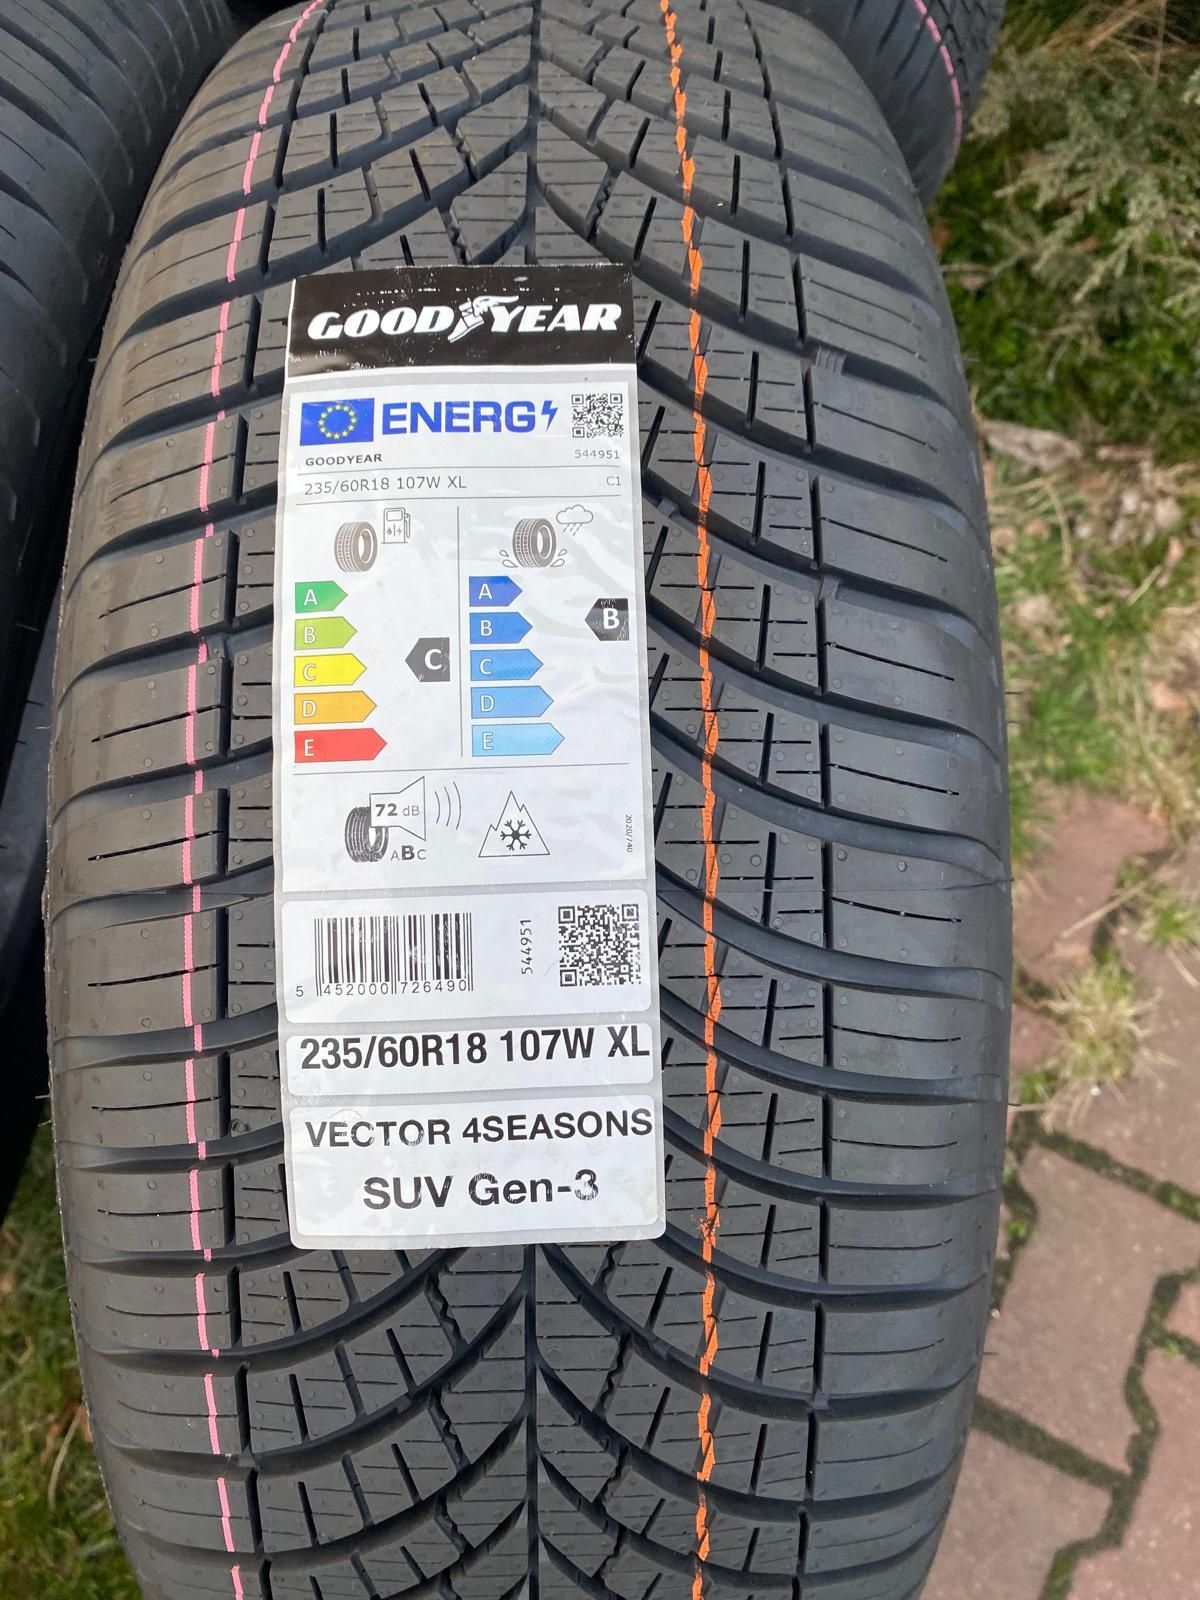 GOODYEAR
ENERG
GOODYEAR 544951
235/60R18 107W XL C1
A
B
C
D
E
C
A
B
C
D
E
B
72 dB
ABC
2020/740
5 452000 726490
544951
235/60R18 107W XL
VECTOR 4SEASONS
SUV Gen-3